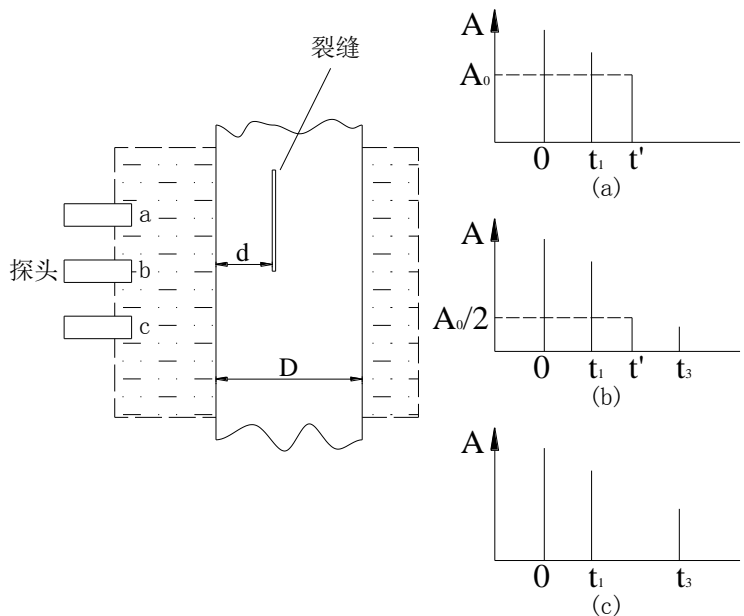 裂缝
a
探头
b
c
d
D
A
A₀
0
t₁
t'
(a)
A
A₀/2
0
t₁
t'
t₃
(b)
A
0
t₁
t₃
(c)